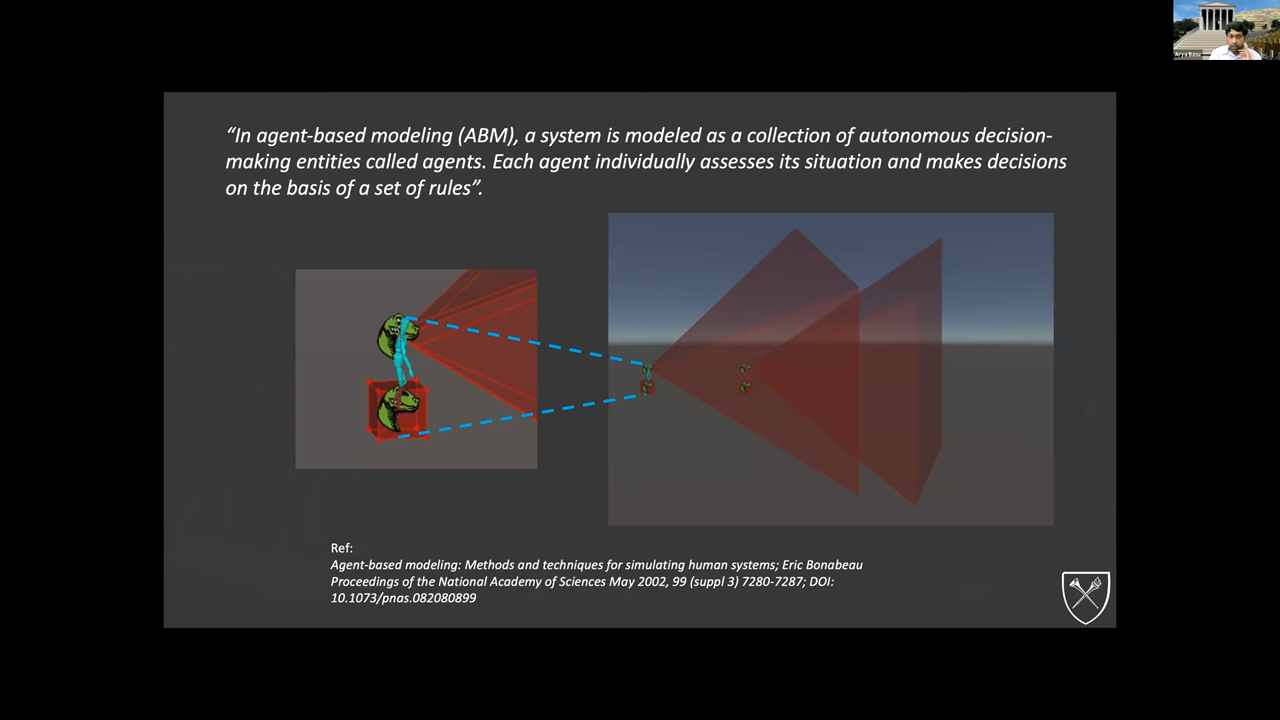 “In agent-based modeling (ABM), a system is modeled as a collection of autonomous decision-
making entities called agents. Each agent individually assesses its situation and makes decisions
on the basis of a set of rules”.
Ref:
Agent-based modeling: Methods and techniques for simulating human systems; Eric Bonabeau
Proceedings of the National Academy of Sciences May 2002, 99 (suppl 3) 7280-7287; DOI:
10.1073/pnas.082080899